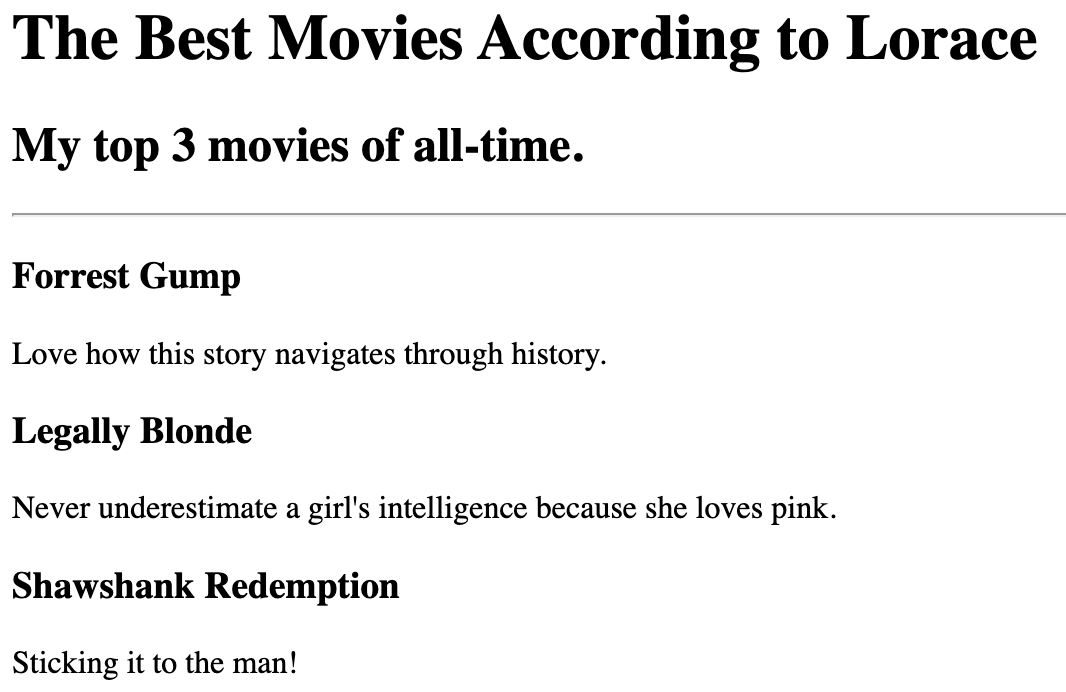 The Best Movies According to Lorace
My top 3 movies of all-time.
Forrest Gump
Love how this story navigates through history.
Legally Blonde
Never underestimate a girl's intelligence because she loves pink.
Shawshank Redemption
Sticking it to the man!